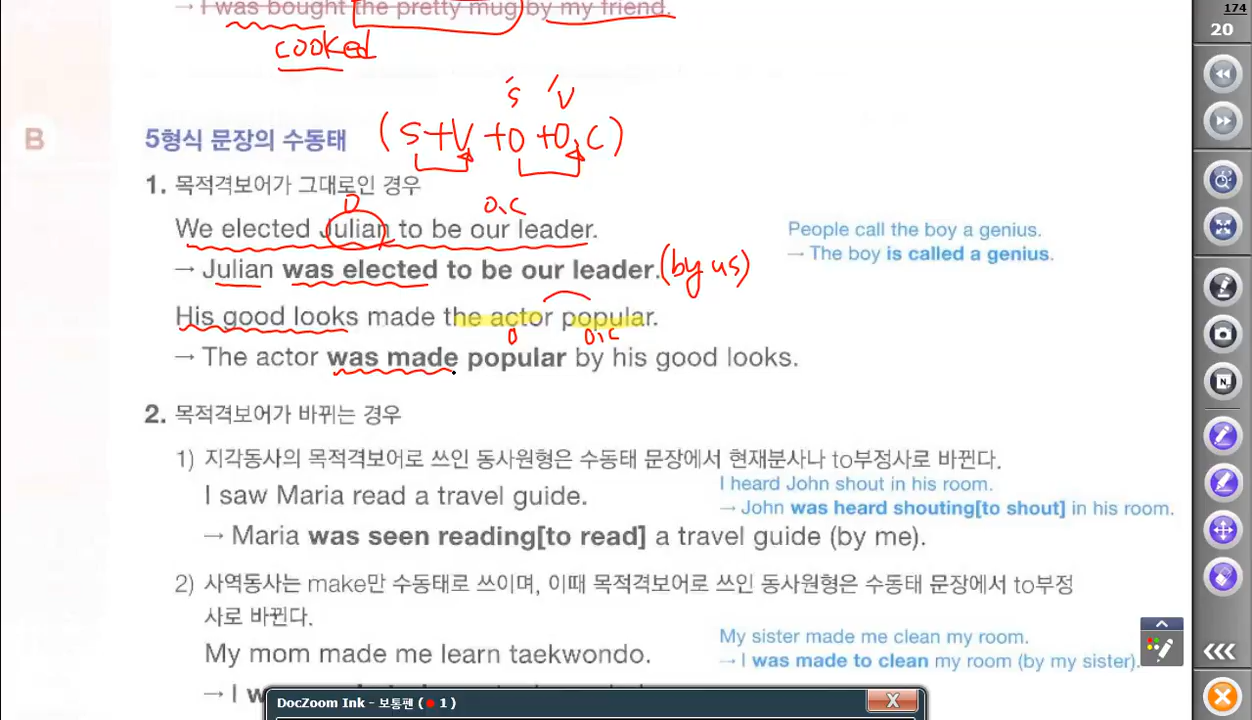 → I was bought the pretty mug by my friend.
cooked
174
20
's 'v
B
5형식 문장의 수동태 (S+V+O+O.C)
1. 목적격보어가 그대로인 경우
O O.C
We elected Julian to be our leader.
People call the boy a genius.
→ The boy is called a genius.
→ Julian was elected to be our leader. (by us)
His good looks made the actor popular.
O O.C
→ The actor was made popular by his good looks.
2. 목적격보어가 바뀌는 경우
1) 지각동사의 목적격보어로 쓰인 동사원형은 수동태 문장에서 현재분사나 to부정사로 바뀐다.
I saw Maria read a travel guide.
I heard John shout in his room.
→ John was heard shouting[to shout] in his room.
→ Maria was seen reading[to read] a travel guide (by me).
2) 사역동사는 make만 수동태로 쓰이며, 이때 목적격보어로 쓰인 동사원형은 수동태 문장에서 to부정
사로 바뀐다.
My mom made me learn taekwondo.
My sister made me clean my room.
→ I was made to clean my room (by my sister).
→ I
DocZoom Ink - 보통펜 ( 1 )